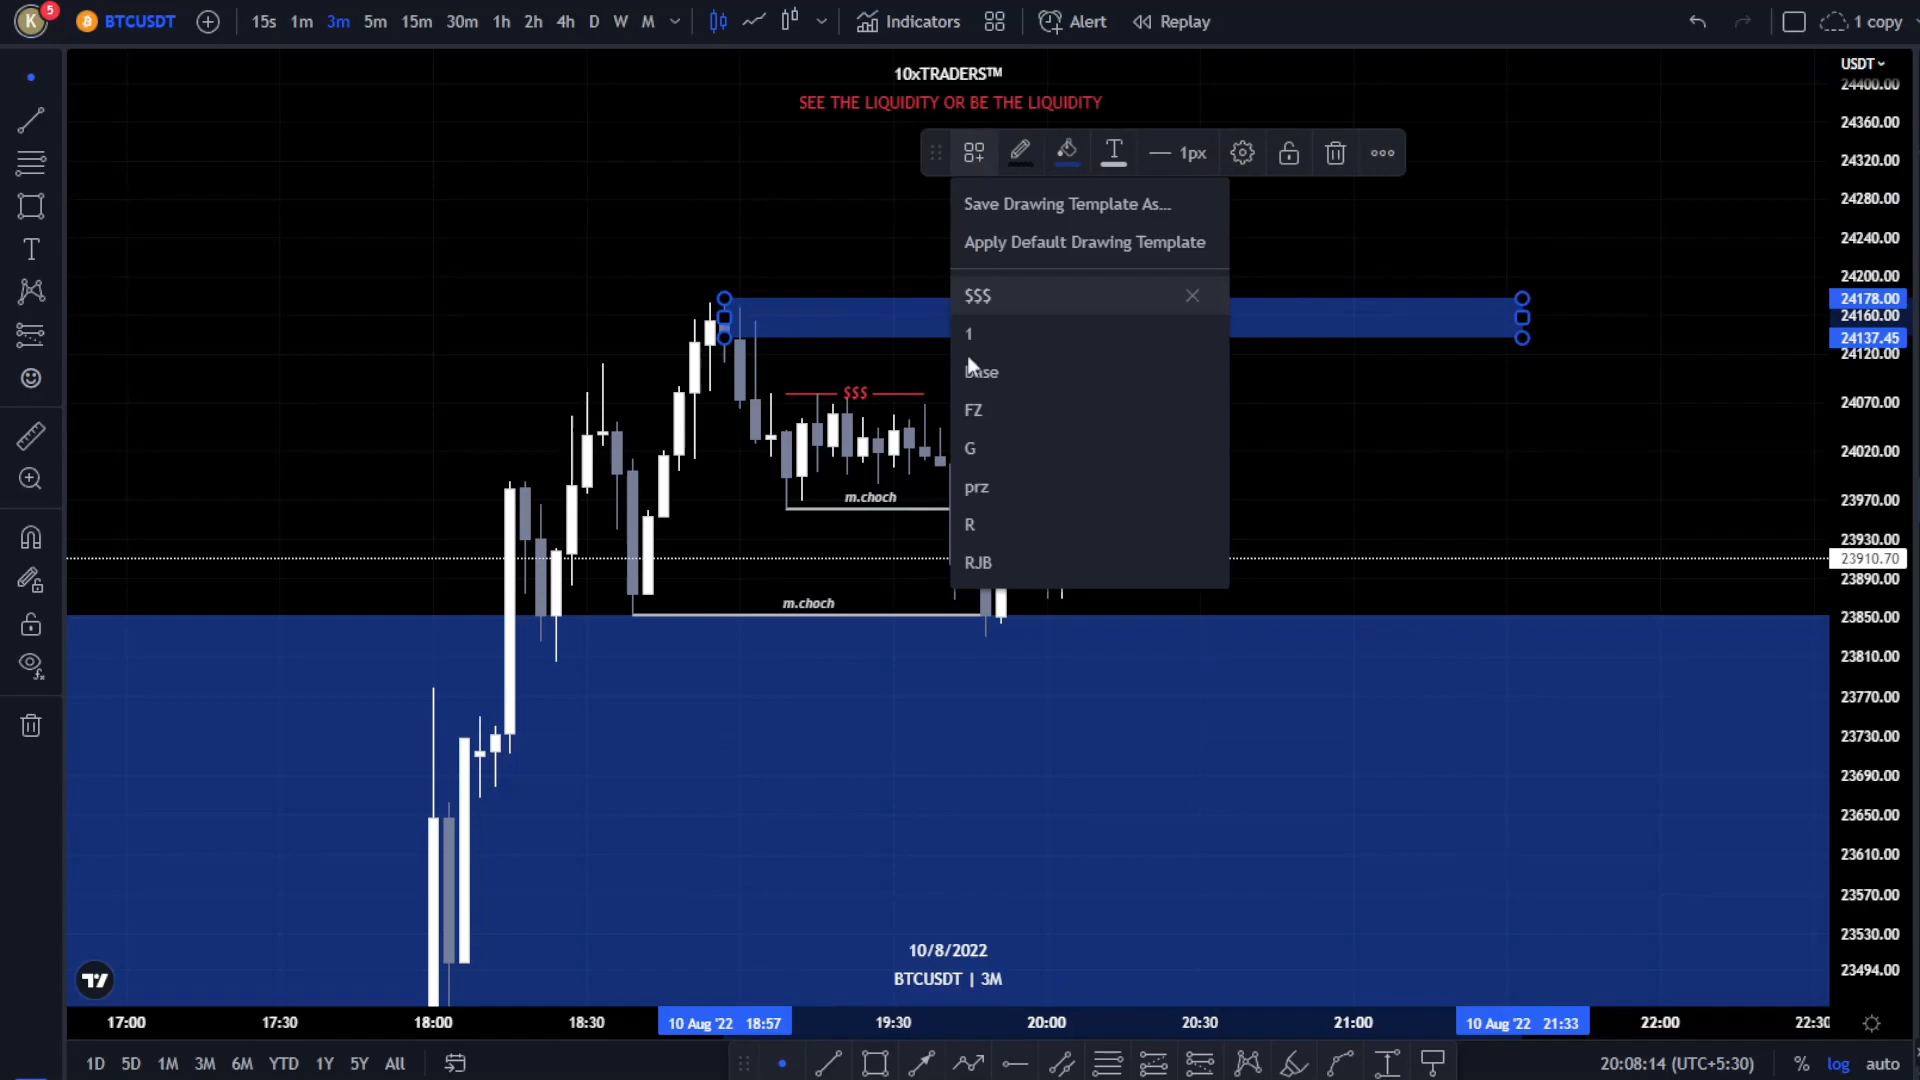 K 5 BTCUSDT 15s 1m 3m 5m 15m 30m 1h 2h 4h D W M Indicators Alert Replay 1 copy
10xTRADERS™
SEE THE LIQUIDITY OR BE THE LIQUIDITY
1px
Save Drawing Template As...
Apply Default Drawing Template
$$$
1
FZ
G
prz
R
RJB
$$$
m.choch
m.choch
10/8/2022
BTCUSDT | 3M
USDT
24400.00
24360.00
24320.00
24280.00
24240.00
24200.00
24178.00
24160.00
24137.45
24120.00
24070.00
24020.00
23970.00
23930.00
23910.70
23890.00
23850.00
23810.00
23770.00
23730.00
23690.00
23650.00
23610.00
23570.00
23530.00
23494.00
17:00 17:30 18:00 18:30 10 Aug '22 18:57 19:30 20:00 20:30 21:00 10 Aug '22 21:33 22:00 22:30
1D 5D 1M 3M 6M YTD 1Y 5Y All 20:08:14 (UTC+5:30) % log auto